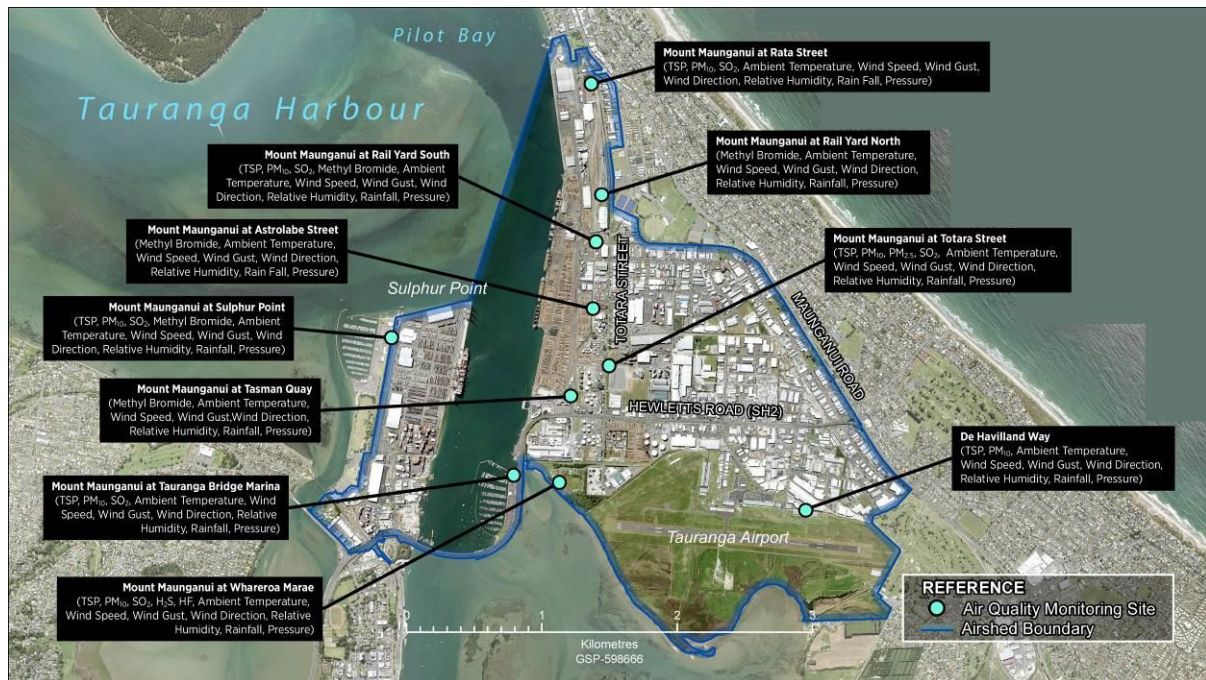 Pilot Bay
Tauranga Harbour
Mount Maunganui at Rata Street
(TSP, PM₁₀, SO₂, Ambient Temperature, Wind Speed, Wind Gust,
Wind Direction, Relative Humidity, Rain Fall, Pressure)
Mount Maunganui at Rail Yard North
(Methyl Bromide, Ambient Temperature,
Wind Speed, Wind Gust, Wind Direction,
Relative Humidity, Rainfall, Pressure)
Mount Maunganui at Rail Yard South
(TSP, PM₁₀, SO₂, Methyl Bromide, Ambient
Temperature, Wind Speed, Wind Gust, Wind
Direction, Relative Humidity, Rainfall, Pressure)
Mount Maunganui at Astrolabe Street
(Methyl Bromide, Ambient Temperature,
Wind Speed, Wind Gust, Wind Direction,
Relative Humidity, Rain Fall, Pressure)
Mount Maunganui at Totara Street
(TSP, PM₁₀, PM₂.₅, SO₂, Ambient Temperature,
Wind Speed, Wind Gust, Wind Direction,
Relative Humidity, Rainfall, Pressure)
TOTARA STREET
Sulphur Point
MAUNGANUI ROAD
Mount Maunganui at Sulphur Point
(TSP, PM₁₀, SO₂, Methyl Bromide, Ambient
Temperature, Wind Speed, Wind Gust, Wind
Direction, Relative Humidity, Rainfall, Pressure)
Mount Maunganui at Tasman Quay
(Methyl Bromide, Ambient Temperature,
Wind Speed, Wind Gust,Wind Direction,
Relative Humidity, Rainfall, Pressure)
HEWLETTS ROAD (SH2)
De Havilland Way
(TSP, PM₁₀, Ambient Temperature,
Wind Speed, Wind Gust, Wind Direction,
Relative Humidity, Rainfall, Pressure)
Mount Maunganui at Tauranga Bridge Marina
(TSP, PM₁₀, SO₂, Ambient Temperature, Wind
Speed, Wind Gust, Wind Direction, Relative
Humidity, Rainfall, Pressure)
Tauranga Airport
Mount Maunganui at Whareroa Marae
(TSP, PM₁₀, SO₂, H₂S, HF, Ambient Temperature,
Wind Speed, Wind Gust, Wind Direction, Relative
Humidity, Rainfall, Pressure)
REFERENCE
Air Quality Monitoring Site
Airshed Boundary
0 1 2 3
Kilometres
GSP-598666